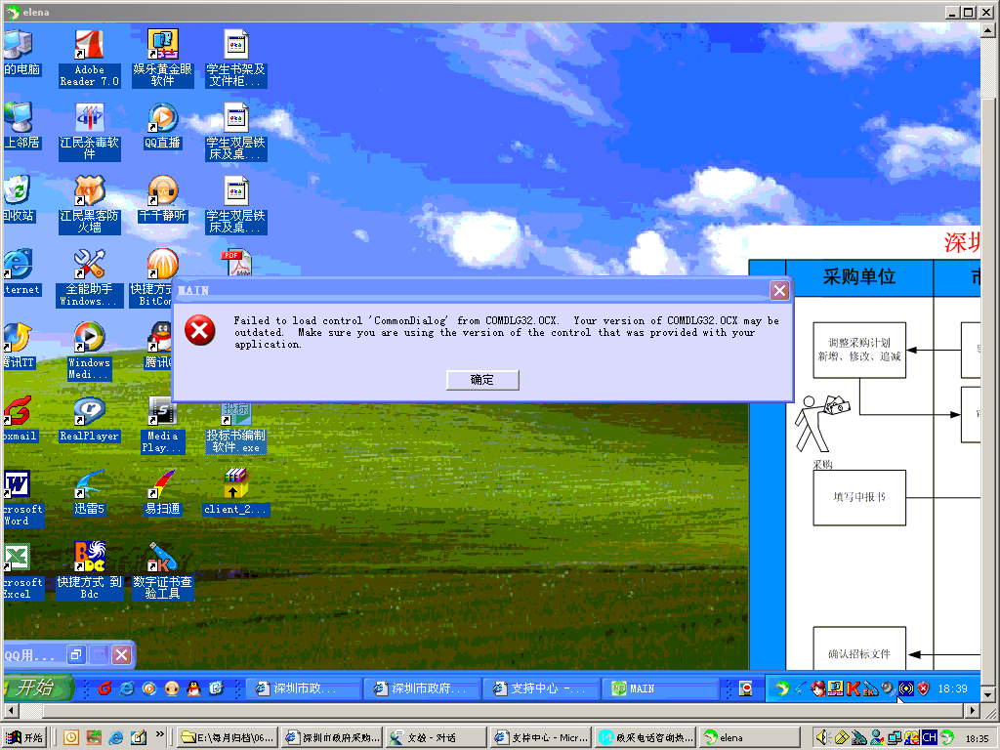 elena
的电脑
Adobe
Reader 7.0
娱乐黄金眼
软件
学生书架及
文件柜...
上邻居
江民杀毒软
件
QQ直播
学生双层铁
床及桌...
回收站
江民黑客防
火墙
千千静听
学生双层铁
床及桌...
PDF
Adobe
nternet
全能助手
Windows...
快捷方式
BitCom
深圳
采购单位
市
MAIN
Failed to load control 'CommonDialog' from COMDLG32.OCX.  Your version of COMDLG32.OCX may be
outdated.  Make sure you are using the version of the control that was provided with your
application.
确定
调整采购计划
新增、修改、追减
腾讯TT
Windows
Medi...
腾讯Q
采购
oxmail
RealPlayer
Media
Play...
投标
投标书编制
软件.exe
填写申报书
crosoft
Word
迅雷5
易扫通
client_2...
crosoft
Excel
快捷方式 到
Bdc
数字证书查
验工具
确认招标文件
QQ用...
开始
深圳市政...
深圳市政府...
支持中心 -...
MAIN
18:39
开始
E:\每月归档\06...
深圳市政府采购...
文娘 - 对话
支持中心 - Micr...
政采电话咨询热...
elena
CH
18:35